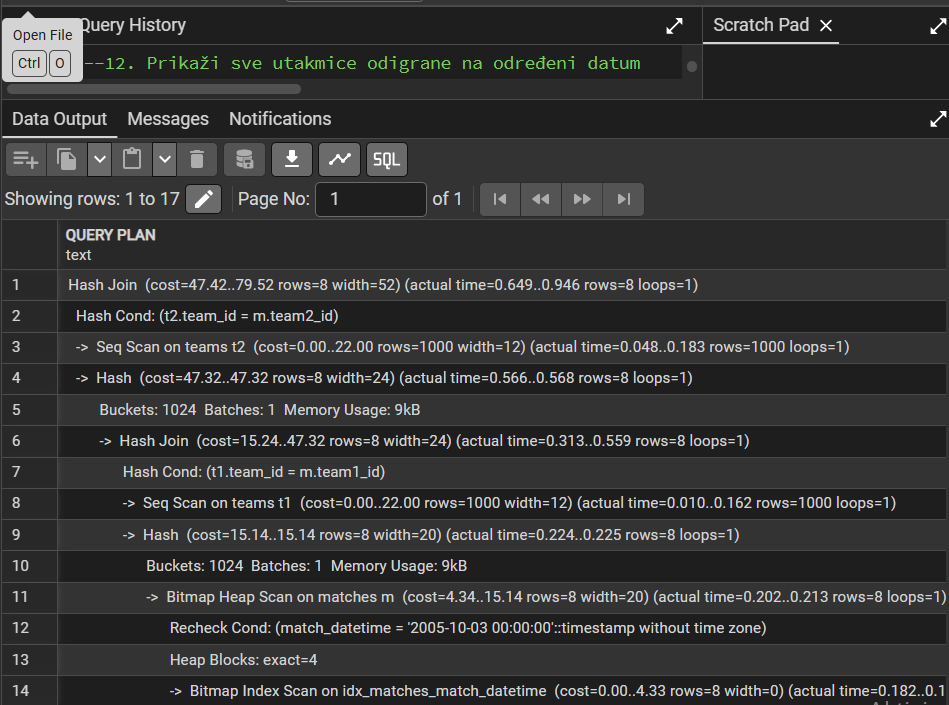 Open File
Ctrl O
Query History
Scratch Pad
--12. Prikaži sve utakmice odigrane na određeni datum
Data Output Messages Notifications
SQL
Showing rows: 1 to 17 Page No: 1 of 1
QUERY PLAN
text
1 Hash Join (cost=47.42..79.52 rows=8 width=52) (actual time=0.649..0.946 rows=8 loops=1)
2 Hash Cond: (t2.team_id = m.team2_id)
3 -> Seq Scan on teams t2 (cost=0.00..22.00 rows=1000 width=12) (actual time=0.048..0.183 rows=1000 loops=1)
4 -> Hash (cost=47.32..47.32 rows=8 width=24) (actual time=0.566..0.568 rows=8 loops=1)
5 Buckets: 1024 Batches: 1 Memory Usage: 9kB
6 -> Hash Join (cost=15.24..47.32 rows=8 width=24) (actual time=0.313..0.559 rows=8 loops=1)
7 Hash Cond: (t1.team_id = m.team1_id)
8 -> Seq Scan on teams t1 (cost=0.00..22.00 rows=1000 width=12) (actual time=0.010..0.162 rows=1000 loops=1)
9 -> Hash (cost=15.14..15.14 rows=8 width=20) (actual time=0.224..0.225 rows=8 loops=1)
10 Buckets: 1024 Batches: 1 Memory Usage: 9kB
11 -> Bitmap Heap Scan on matches m (cost=4.34..15.14 rows=8 width=20) (actual time=0.202..0.213 rows=8 loops=1)
12 Recheck Cond: (match_datetime = '2005-10-03 00:00:00'::timestamp without time zone)
13 Heap Blocks: exact=4
14 -> Bitmap Index Scan on idx_matches_match_datetime (cost=0.00..4.33 rows=8 width=0) (actual time=0.182..0.1